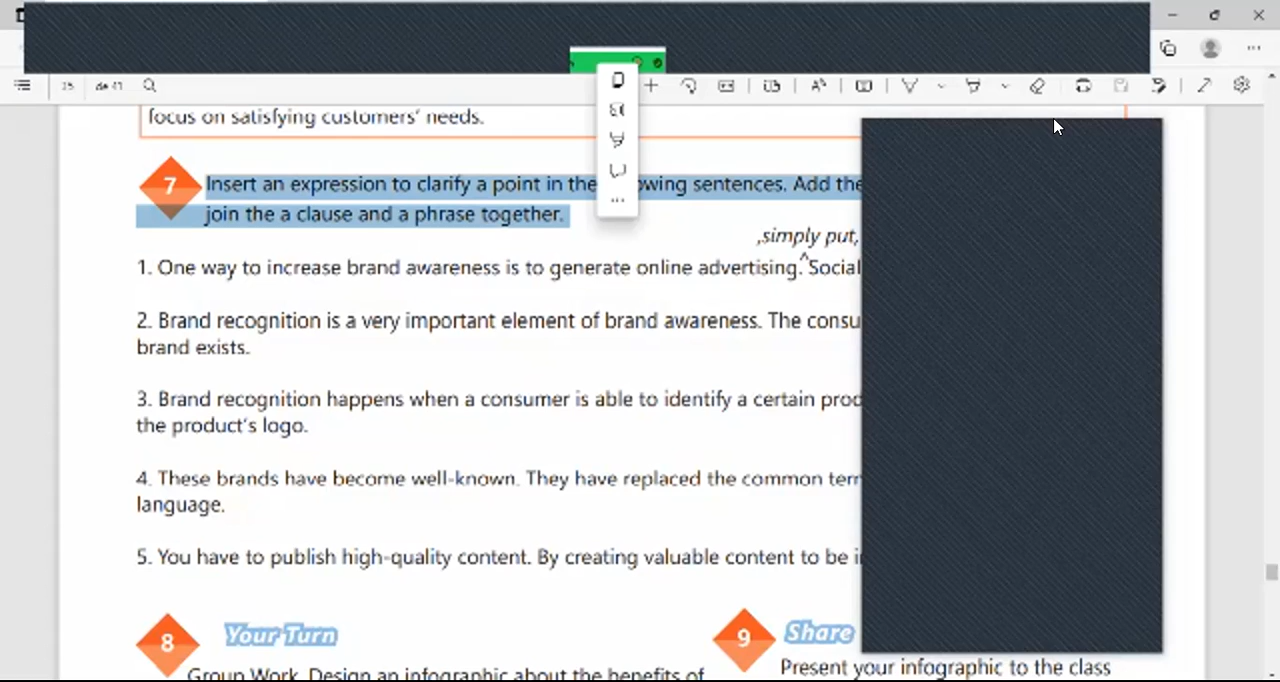 15 de 41
focus on satisfying customers' needs.
7 Insert an expression to clarify a point in the owing sentences. Add the
join the a clause and a phrase together.
,simply put,
1. One way to increase brand awareness is to generate online advertising.^Social
2. Brand recognition is a very important element of brand awareness. The consu
brand exists.
3. Brand recognition happens when a consumer is able to identify a certain prod
the product's logo.
4. These brands have become well-known. They have replaced the common term
language.
5. You have to publish high-quality content. By creating valuable content to be i
8 Your Turn
Group Work. Design an infographic about the benefits of
9 Share
Present your infographic to the class